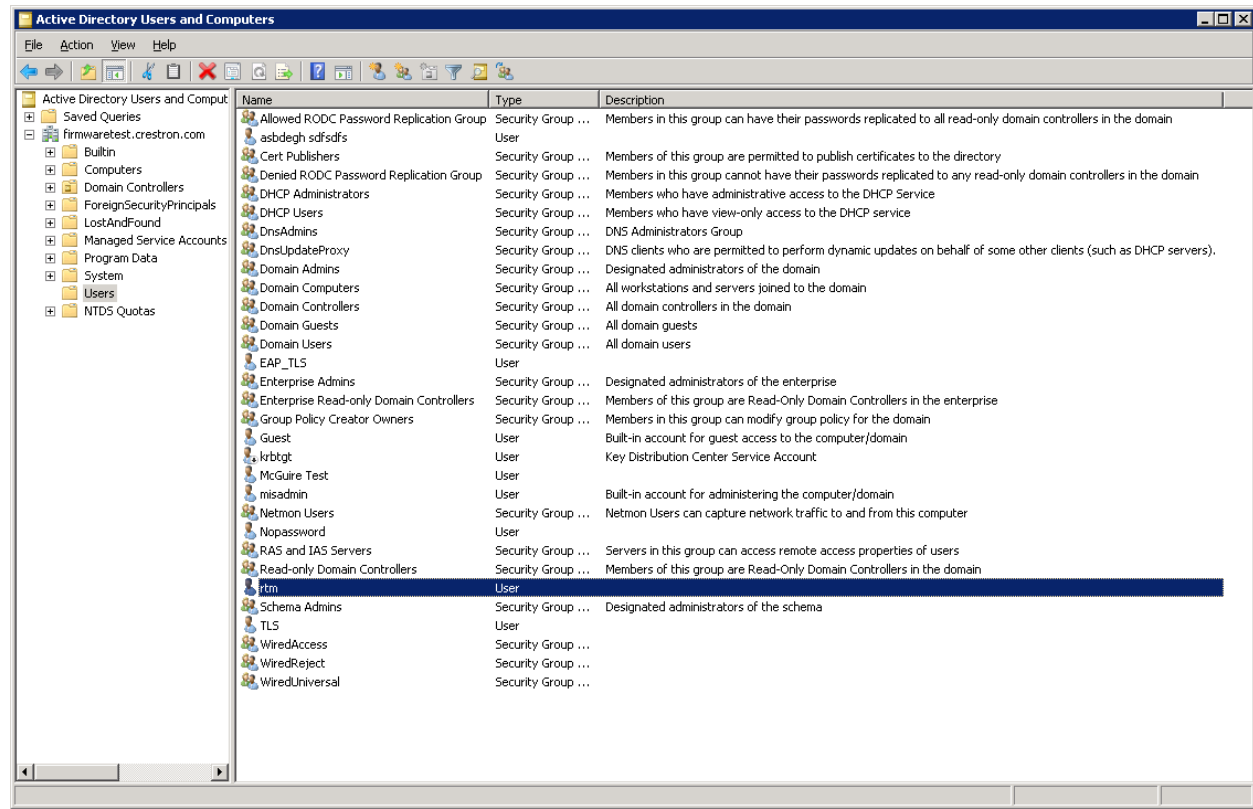 Active Directory Users and Computers
File Action View Help
Active Directory Users and Comput
Saved Queries
firmwaretest.crestron.com
Builtin
Computers
Domain Controllers
ForeignSecurityPrincipals
LostAndFound
Managed Service Accounts
Program Data
System
Users
NTDS Quotas
Name Type Description
Allowed RODC Password Replication Group Security Group ... Members in this group can have their passwords replicated to all read-only domain controllers in the domain
asbdegh sdfsdfs User
Cert Publishers Security Group ... Members of this group are permitted to publish certificates to the directory
Denied RODC Password Replication Group Security Group ... Members in this group cannot have their passwords replicated to any read-only domain controllers in the domain
DHCP Administrators Security Group ... Members who have administrative access to the DHCP Service
DHCP Users Security Group ... Members who have view-only access to the DHCP service
DnsAdmins Security Group ... DNS Administrators Group
DnsUpdateProxy Security Group ... DNS clients who are permitted to perform dynamic updates on behalf of some other clients (such as DHCP servers).
Domain Admins Security Group ... Designated administrators of the domain
Domain Computers Security Group ... All workstations and servers joined to the domain
Domain Controllers Security Group ... All domain controllers in the domain
Domain Guests Security Group ... All domain guests
Domain Users Security Group ... All domain users
EAP_TLS User
Enterprise Admins Security Group ... Designated administrators of the enterprise
Enterprise Read-only Domain Controllers Security Group ... Members of this group are Read-Only Domain Controllers in the enterprise
Group Policy Creator Owners Security Group ... Members in this group can modify group policy for the domain
Guest User Built-in account for guest access to the computer/domain
krbtgt User Key Distribution Center Service Account
McGuire Test User
misadmin User Built-in account for administering the computer/domain
Netmon Users Security Group ... Netmon Users can capture network traffic to and from this computer
Nopassword User
RAS and IAS Servers Security Group ... Servers in this group can access remote access properties of users
Read-only Domain Controllers Security Group ... Members of this group are Read-Only Domain Controllers in the domain
rtm User
Schema Admins Security Group ... Designated administrators of the schema
TLS User
WiredAccess Security Group ...
WiredReject Security Group ...
WiredUniversal Security Group ...